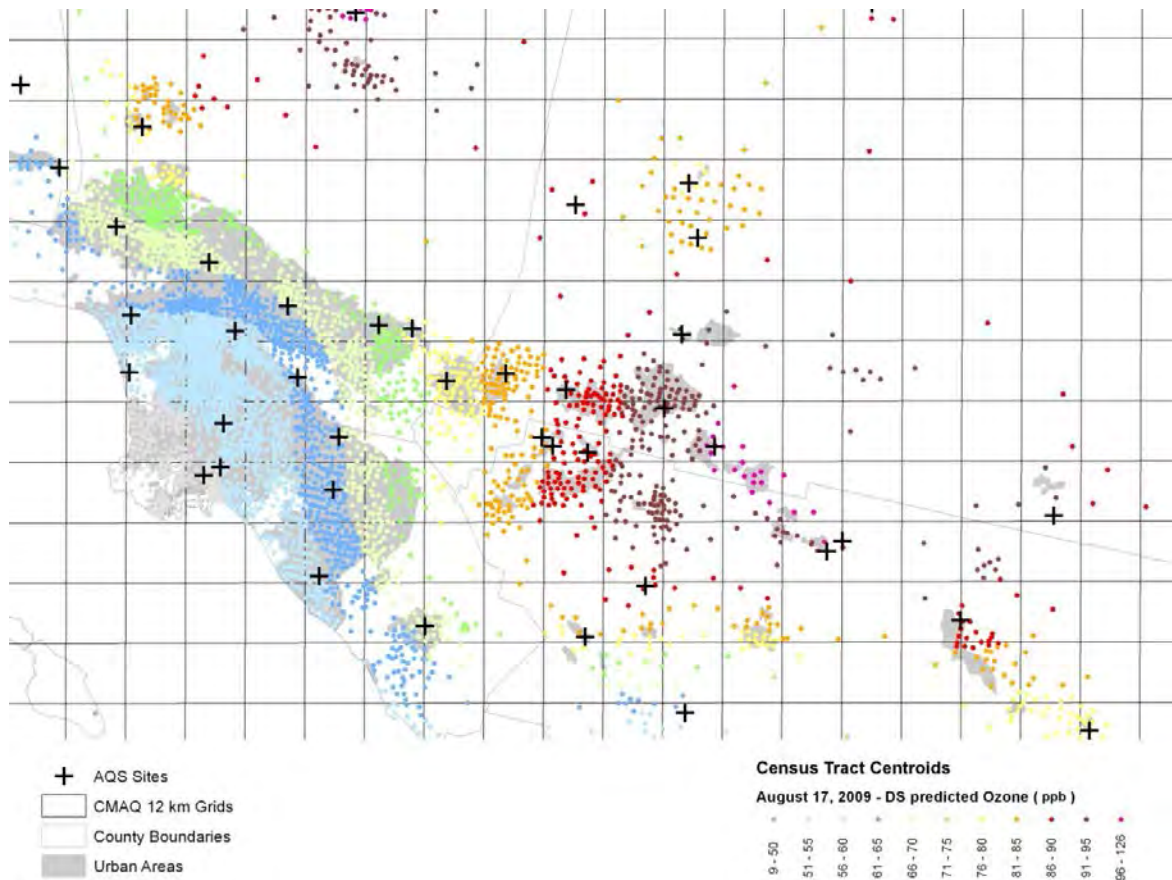 AQS Sites
CMAQ 12 km Grids
County Boundaries
Urban Areas
Census Tract Centroids
August 17, 2009 - DS predicted Ozone ( ppb )
9 - 50
51 - 55
56 - 60
61 - 65
66 - 70
71 - 75
76 - 80
81 - 85
86 - 90
91 - 95
96 - 126